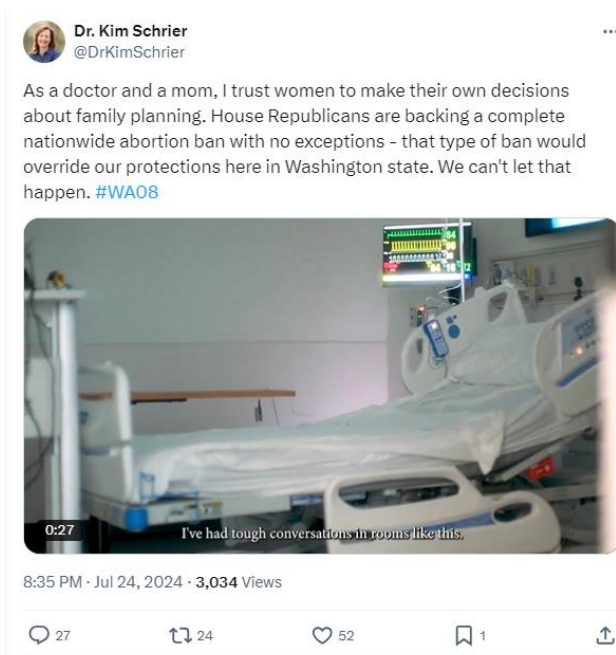 Dr. Kim Schrier
@DrKimSchrier
As a doctor and a mom, I trust women to make their own decisions
about family planning. House Republicans are backing a complete
nationwide abortion ban with no exceptions - that type of ban would
override our protections here in Washington state. We can't let that
happen. #WA08
0:27
I've had tough conversations in rooms like this.
8:35 PM · Jul 24, 2024 · 3,034 Views
27 24 52 1